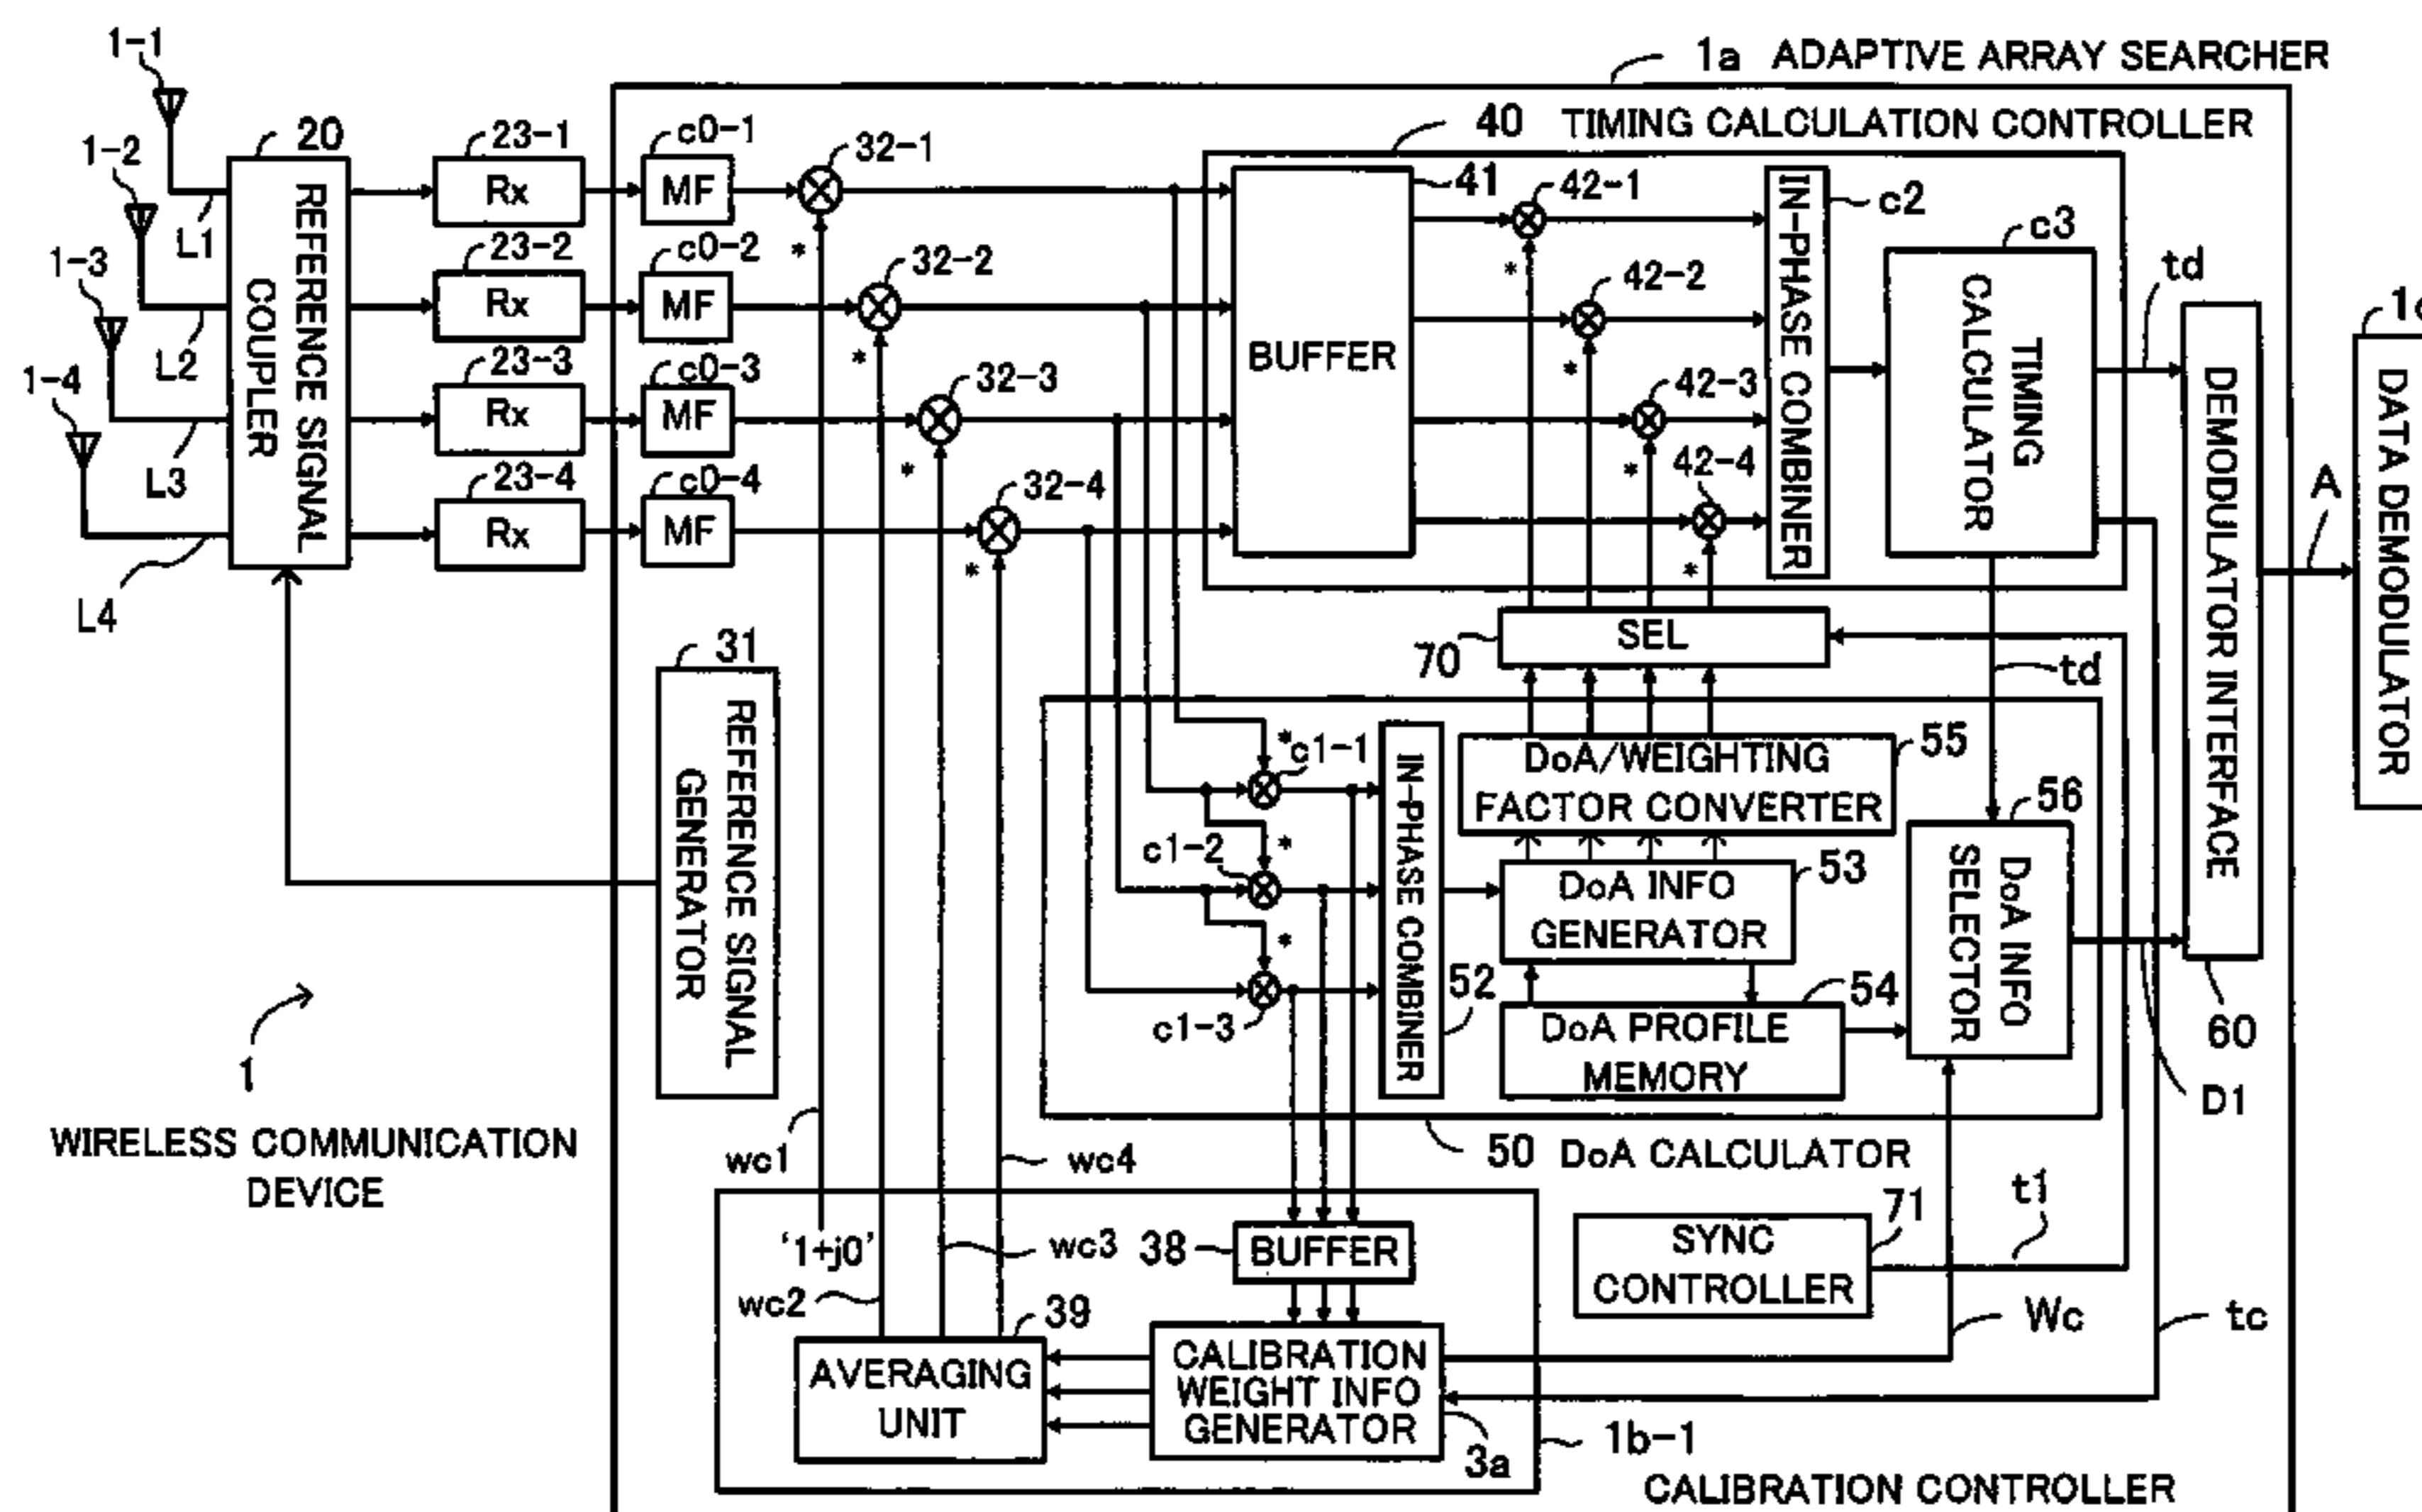 1-1
1a ADAPTIVE ARRAY SEARCHER
20
23-1
c0-1
32-1
40 TIMING CALCULATION CONTROLLER
1-2
Rx
MF
41
42-1
c2
c3
L1
*
1-3
23-2
c0-2
32-2
*
td
L2
Rx
MF
42-2
1-4
23-3
c0-3
*
32-3
BUFFER
*
42-3
L3
Rx
MF
23-4
c0-4
*
32-4
*
42-4
L4
Rx
MF
*
*
REFERENCE SIGNAL
COUPLER
IN-PHASE COMBINER
TIMING
CALCULATOR
DEMODULATOR INTERFACE
A
DATA DEMODULATOR
31
70
SEL
td
REFERENCE SIGNAL
GENERATOR
*
c1-1
55
DoA/WEIGHTING
FACTOR CONVERTER
56
c1-2
*
53
DoA INFO
GENERATOR
*
IN-PHASE COMBINER
DoA INFO
SELECTOR
52
54
c1-3
DoA PROFILE
MEMORY
60
1
D1
WIRELESS COMMUNICATION
DEVICE
wc1
wc4
50 DoA CALCULATOR
t1
71
'1+j0'
wc3
38
BUFFER
SYNC
CONTROLLER
wc2
39
Wc
tc
AVERAGING
UNIT
CALIBRATION
WEIGHT INFO
GENERATOR
3a
1b-1
CALIBRATION CONTROLLER